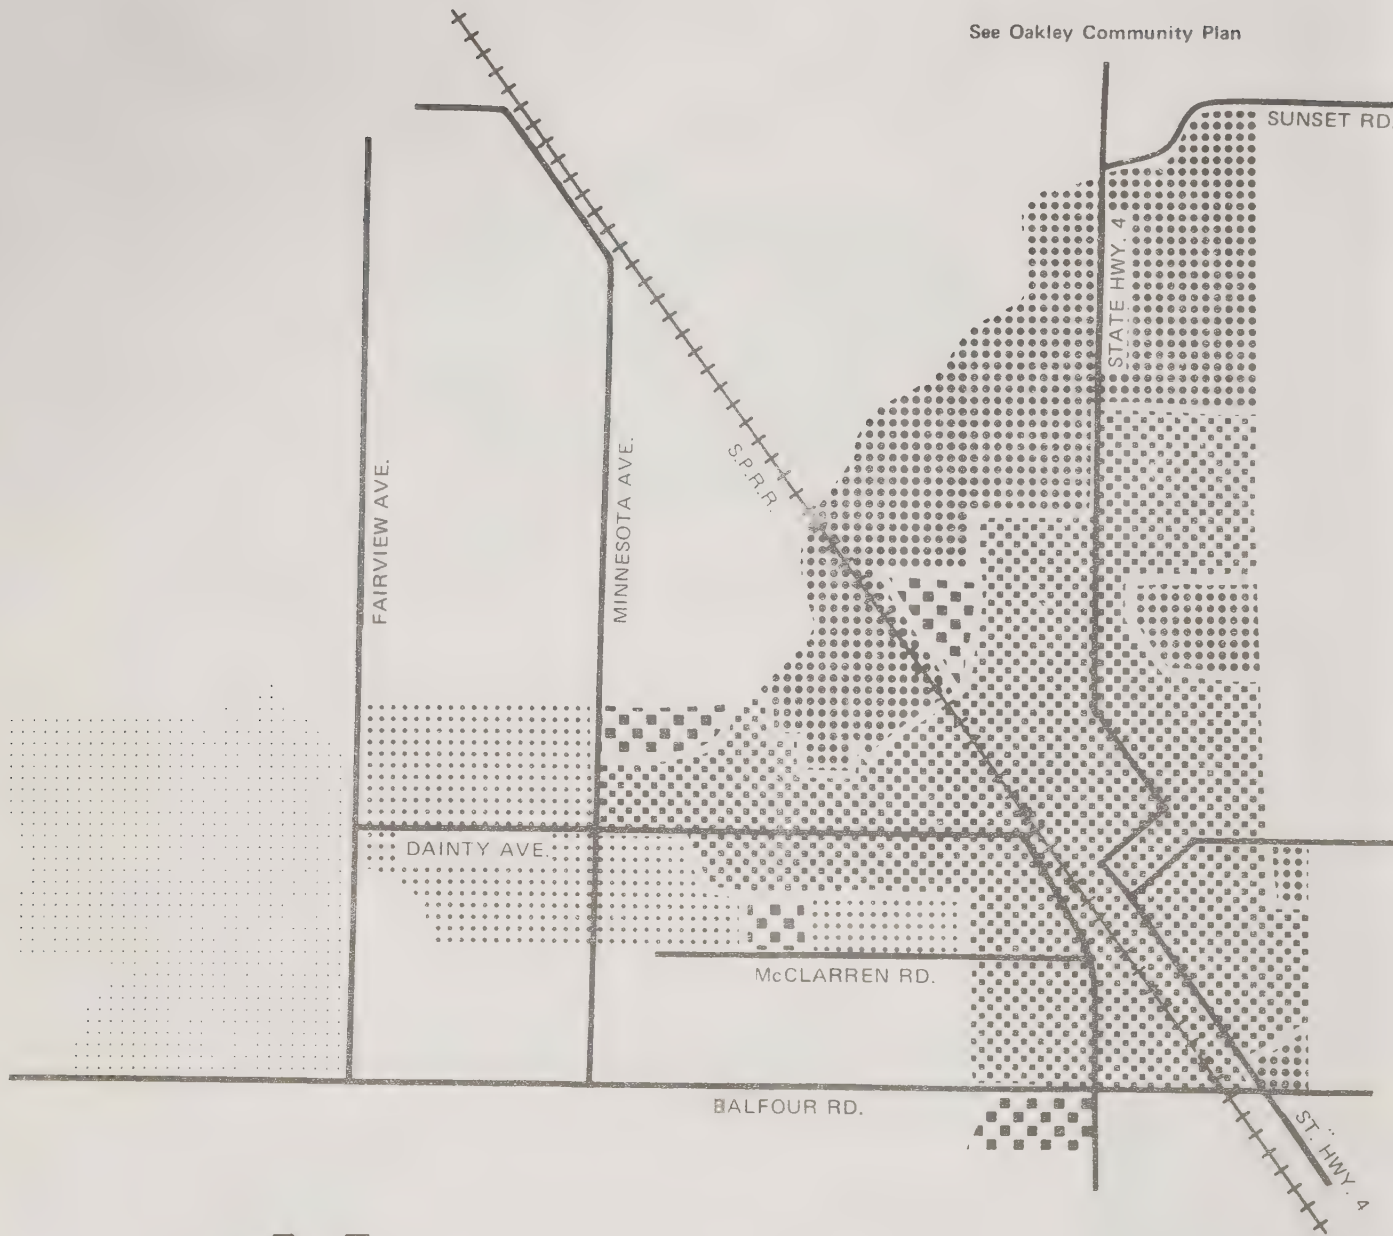 See Oakley Community Plan
SUNSET RD.
STATE HWY. 4
S.P.R.R.
FAIRVIEW AVE.
MINNESOTA AVE.
DAINTY AVE.
McCLARREN RD.
BALFOUR RD.
ST. HWY. 4